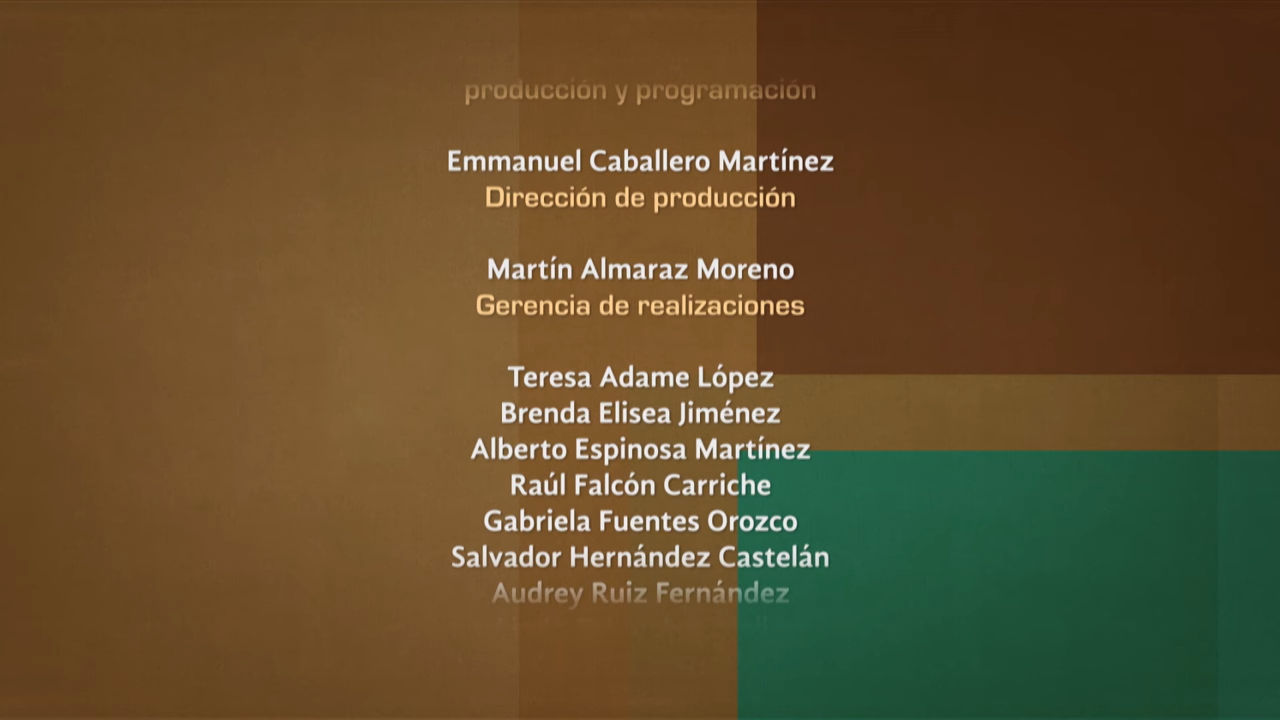 producción y programación
Emmanuel Caballero Martínez
Dirección de producción
Martín Almaraz Moreno
Gerencia de realizaciones
Teresa Adame López
Brenda Elisea Jiménez
Alberto Espinosa Martínez
Raúl Falcón Carriche
Gabriela Fuentes Orozco
Salvador Hernández Castelán
Audrey Ruiz Fernández